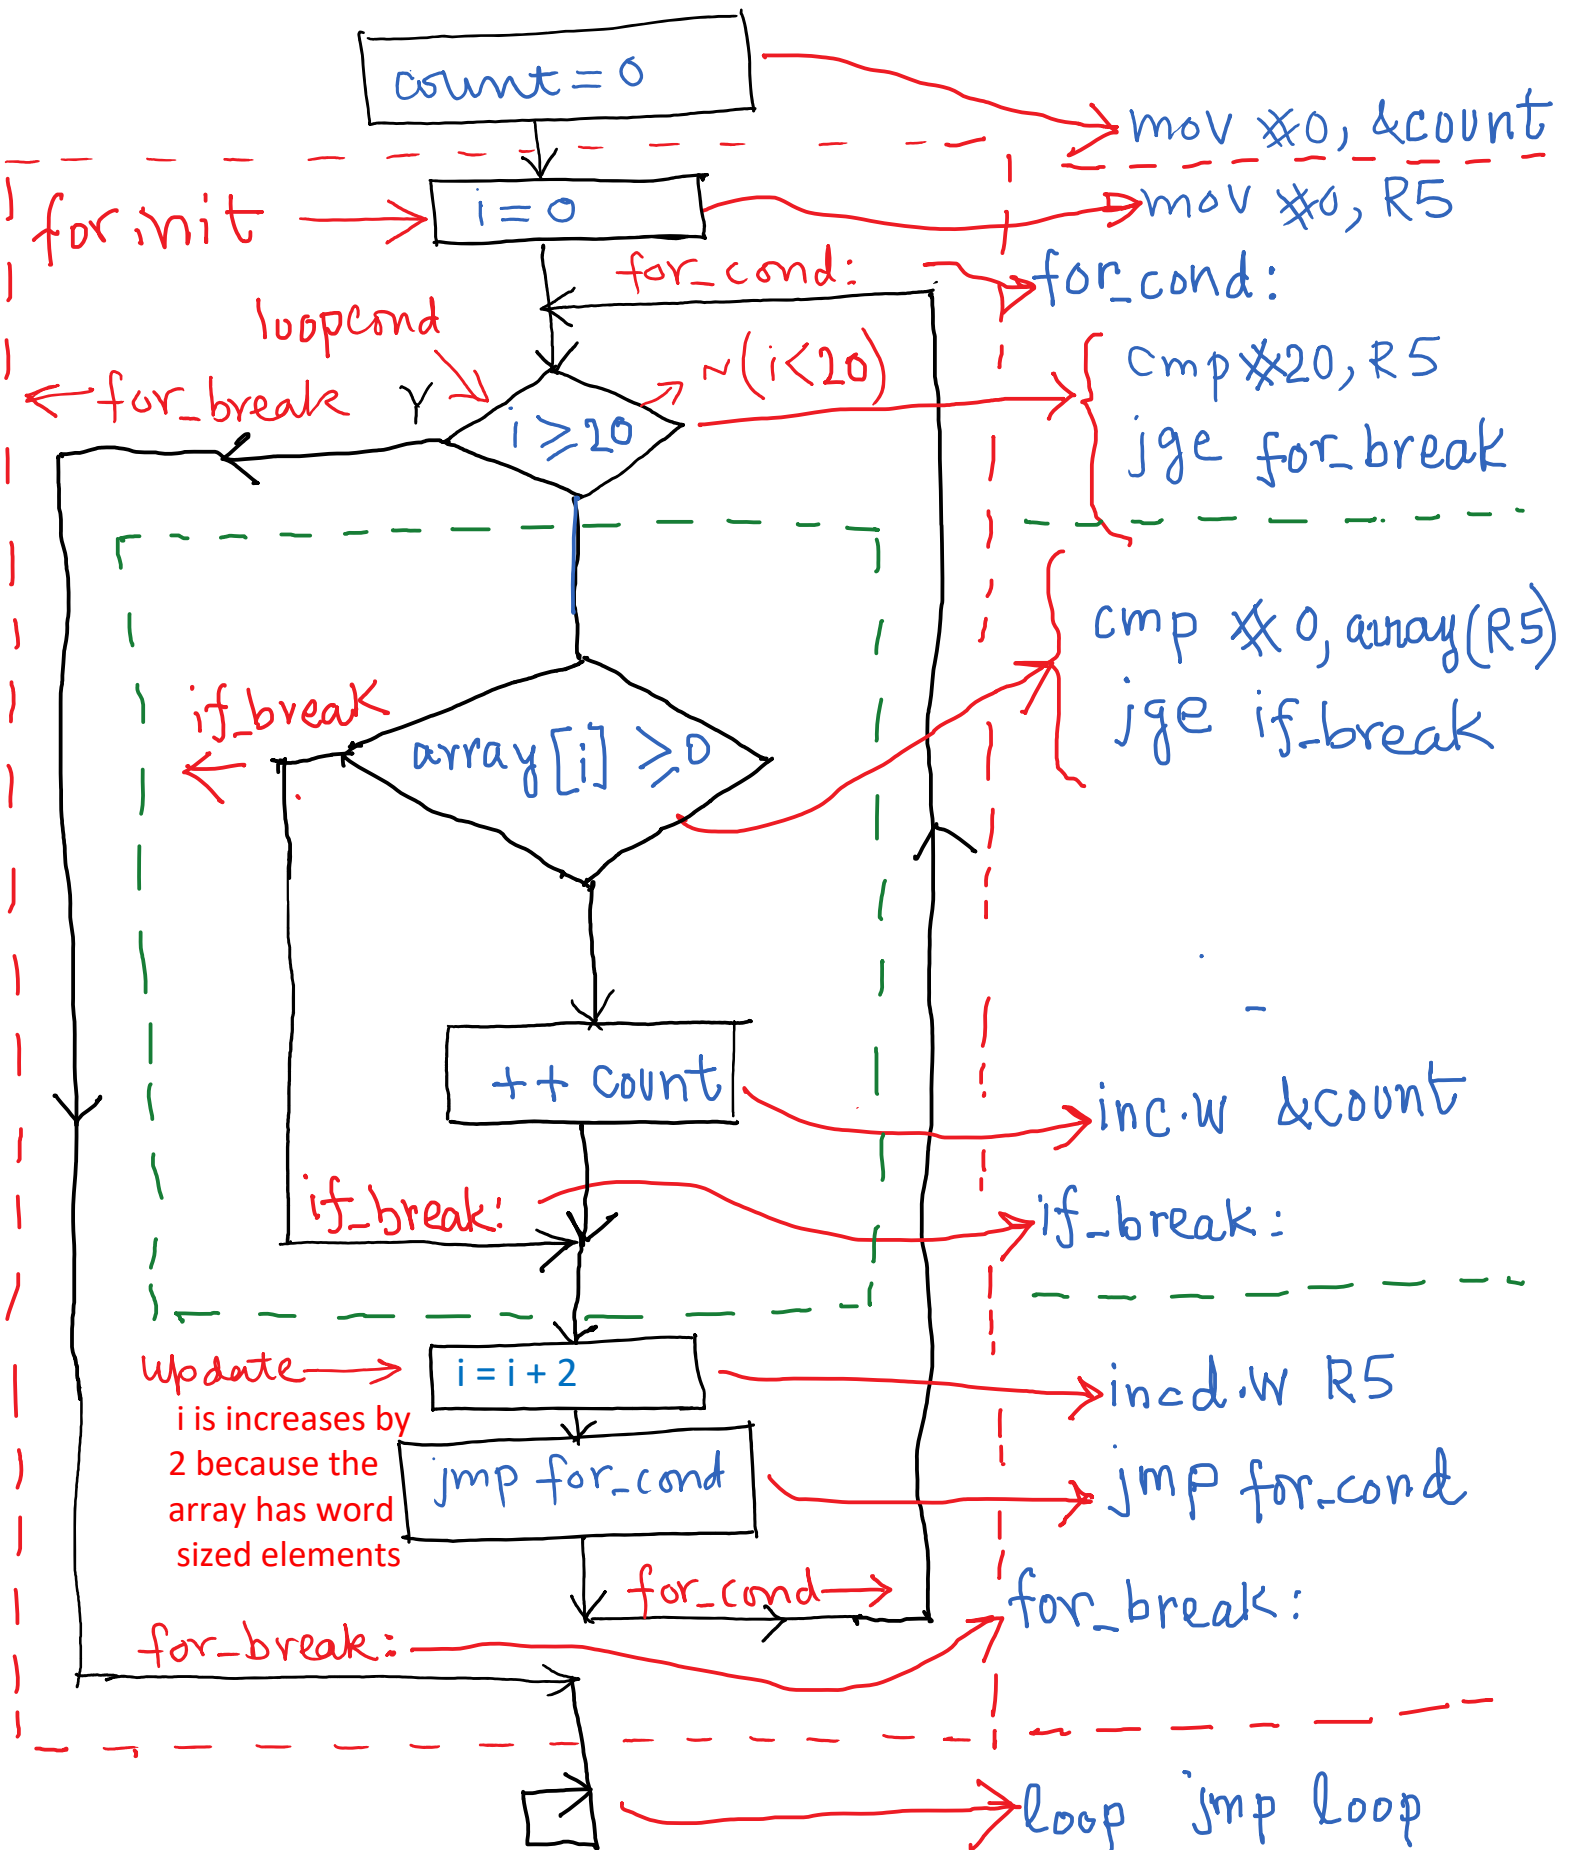 count = 0
mov #0, &count
for init
i = 0
mov #0, R5
for_cond:
for_cond:
loopcond
~(i<20)
cmp #20, R5
for_break
Y
i ≥ 20
jge for_break
cmp #0, array(R5)
if_break
array[i] ≥ 0
jge if_break
++ count
inc.w &count
if_break:
if_break:
update
i = i + 2
incd.w R5
i is increases by
2 because the
array has word
sized elements
jmp for_cond
jmp for_cond
for_cond
for_break:
for_break:
loop jmp loop